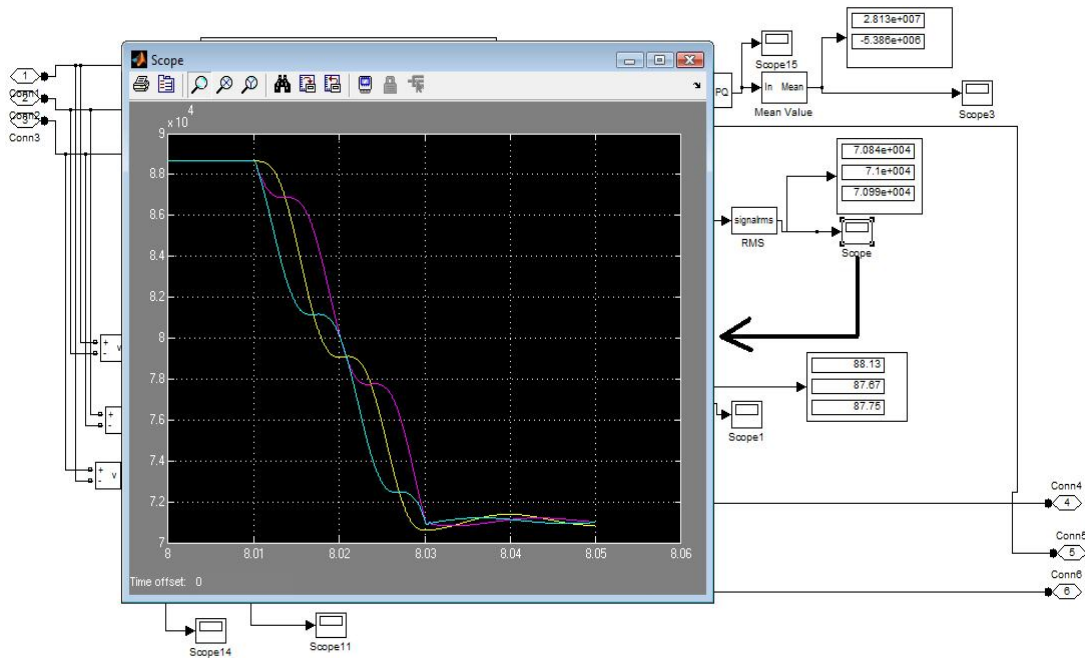 Scope
x 10
4
9
8.8
8.6
8.4
8.2
8
7.8
7.6
7.4
7.2
7
8
8.01
8.02
8.03
8.04
8.05
8.06
Time offset: 0
1
Conn1
2
Conn2
3
Conn3
+
-
v
+
-
+
-
v
PQ
Scope15
In Mean
Mean Value
2.813e+007
-5.386e+006
Scope3
signalrms
RMS
7.084e+004
7.1e+004
7.099e+004
Scope
88.13
87.67
87.75
Scope1
Conn4
4
Conn5
5
Conn6
6
Scope14
Scope11